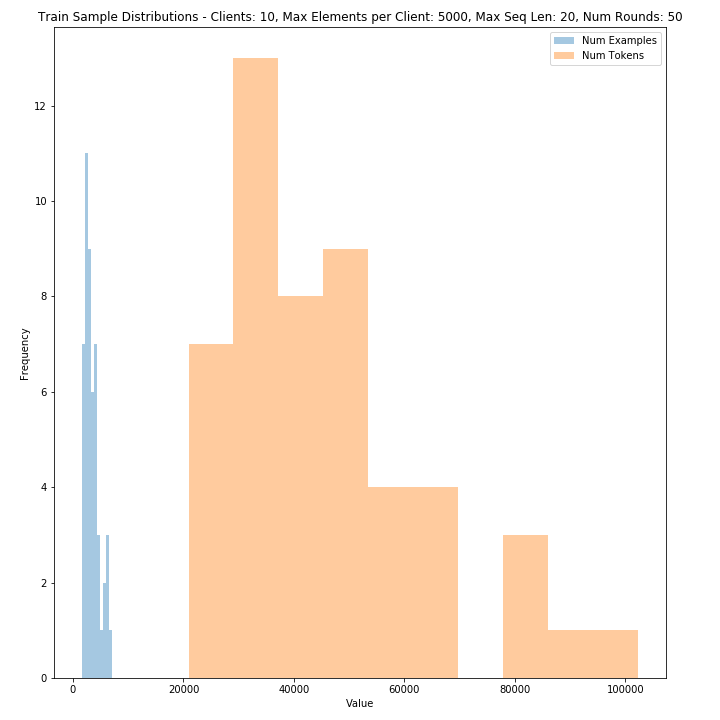 Train Sample Distributions - Clients: 10, Max Elements per Client: 5000, Max Seq Len: 20, Num Rounds: 50
Num Examples
Num Tokens
Frequency
12
10
8
6
4
2
0
0 20000 40000 60000 80000 100000
Value